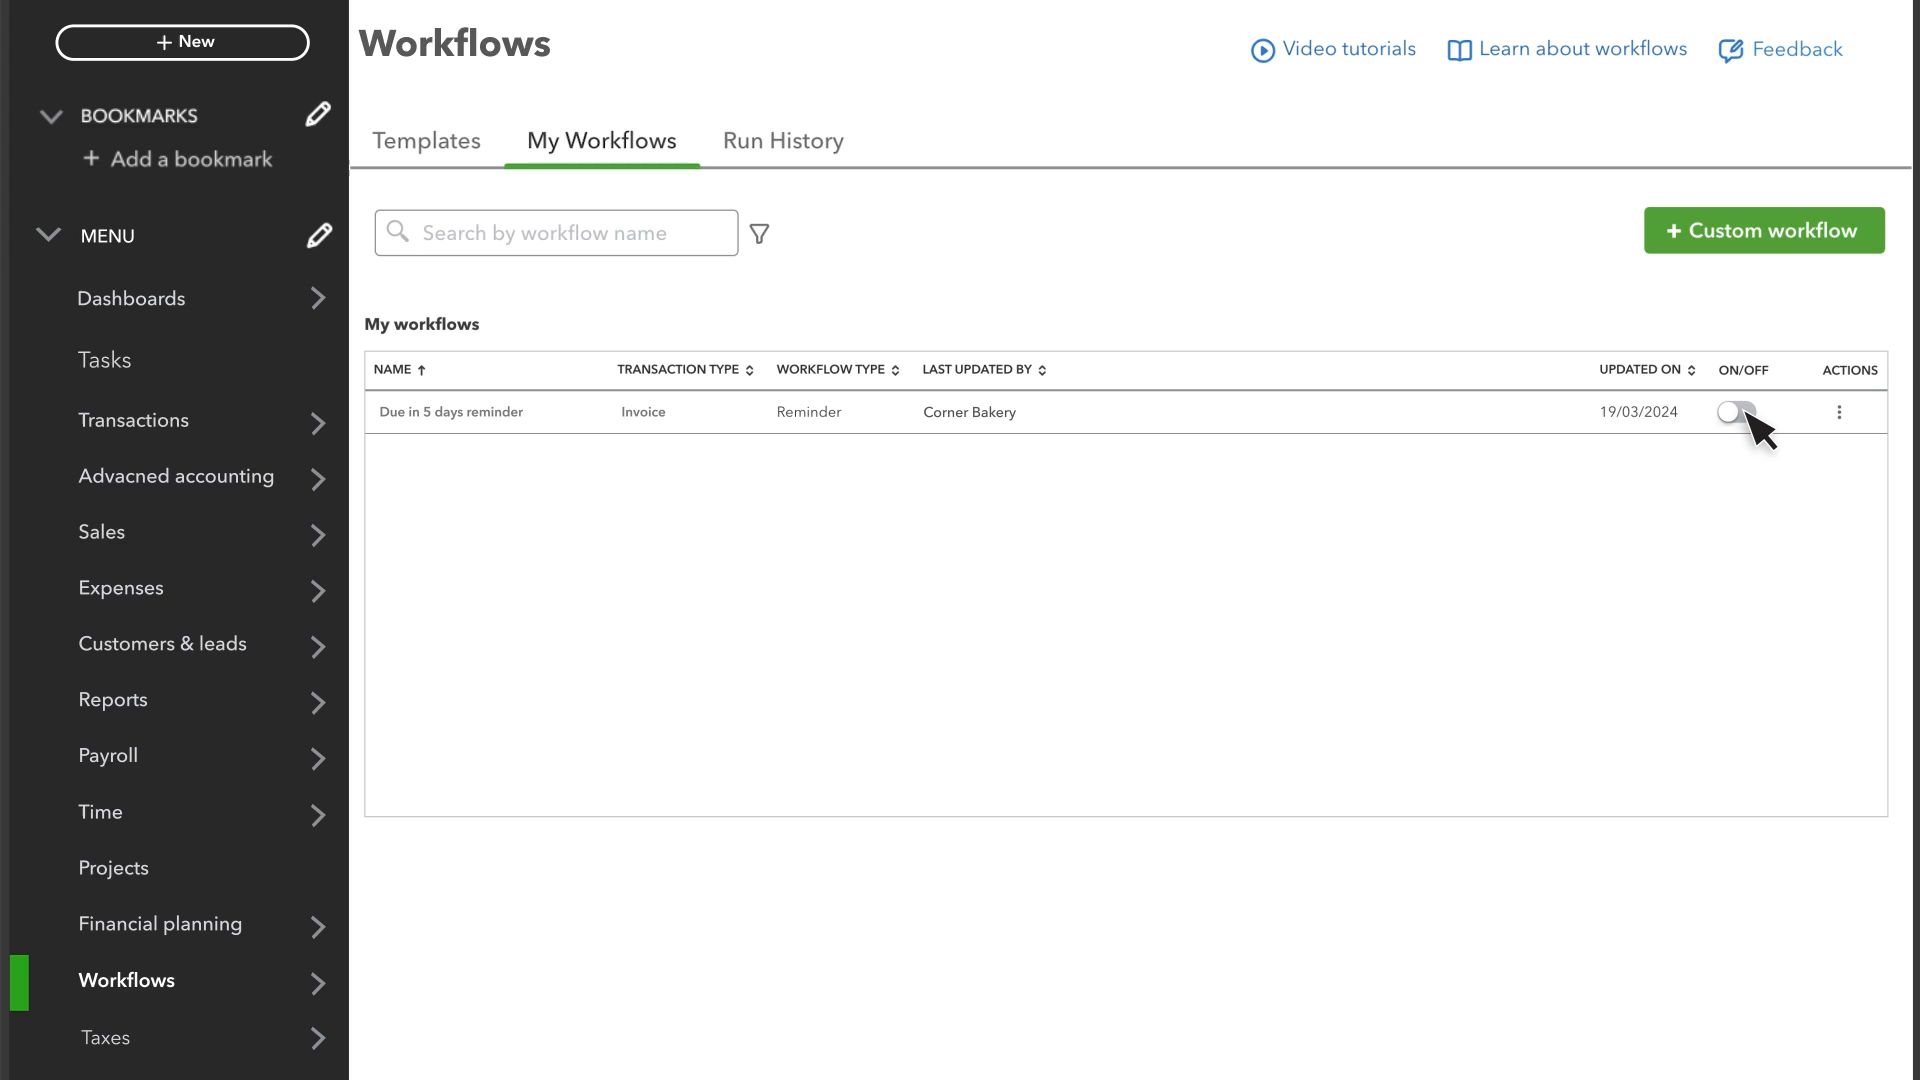 + New
BOOKMARKS
+ Add a bookmark
MENU
Dashboards
Tasks
Transactions
Advacned accounting
Sales
Expenses
Customers & leads
Reports
Payroll
Time
Projects
Financial planning
Workflows
Taxes
Workflows
Video tutorials
Learn about workflows
Feedback
Templates
My Workflows
Run History
Search by workflow name
+ Custom workflow
My workflows
NAME TRANSACTION TYPE WORKFLOW TYPE LAST UPDATED BY UPDATED ON ON/OFF ACTIONS
Due in 5 days reminder Invoice Reminder Corner Bakery 19/03/2024